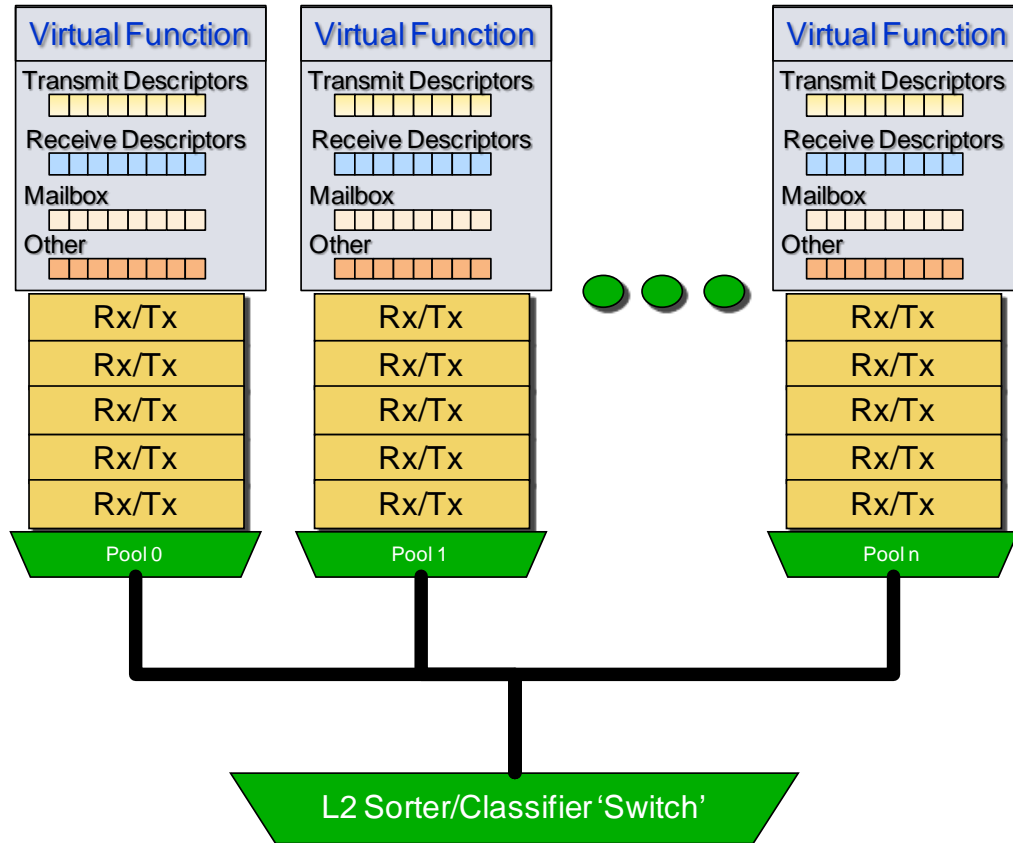 Virtual Function
Transmit Descriptors
Receive Descriptors
Mailbox
Other
Rx/Tx
Rx/Tx
Rx/Tx
Rx/Tx
Rx/Tx
Pool 0
Virtual Function
Transmit Descriptors
Receive Descriptors
Mailbox
Other
Rx/Tx
Rx/Tx
Rx/Tx
Rx/Tx
Rx/Tx
Pool 1
Virtual Function
Transmit Descriptors
Receive Descriptors
Mailbox
Other
Rx/Tx
Rx/Tx
Rx/Tx
Rx/Tx
Rx/Tx
Pool n
L2 Sorter/Classifier ‘Switch’